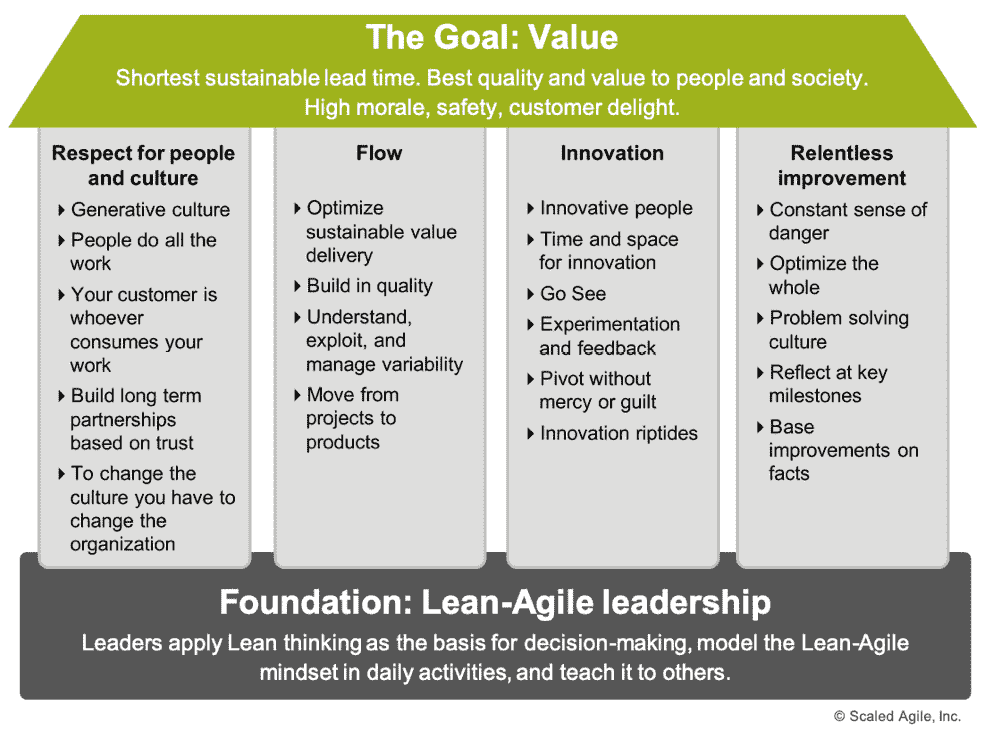 The Goal: Value
Shortest sustainable lead time. Best quality and value to people and society.
High morale, safety, customer delight.
Respect for people
and culture
Generative culture
People do all the
work
Your customer is
whoever
consumes your
work
Build long term
partnerships
based on trust
To change the
culture you have to
change the
organization
Flow
Optimize
sustainable value
delivery
Build in quality
Understand,
exploit, and
manage variability
Move from
projects to
products
Innovation
Innovative people
Time and space
for innovation
Go See
Experimentation
and feedback
Pivot without
mercy or guilt
Innovation riptides
Relentless
improvement
Constant sense of
danger
Optimize the
whole
Problem solving
culture
Reflect at key
milestones
Base
improvements on
facts
Foundation: Lean-Agile leadership
Leaders apply Lean thinking as the basis for decision-making, model the Lean-Agile
mindset in daily activities, and teach it to others.
© Scaled Agile, Inc.